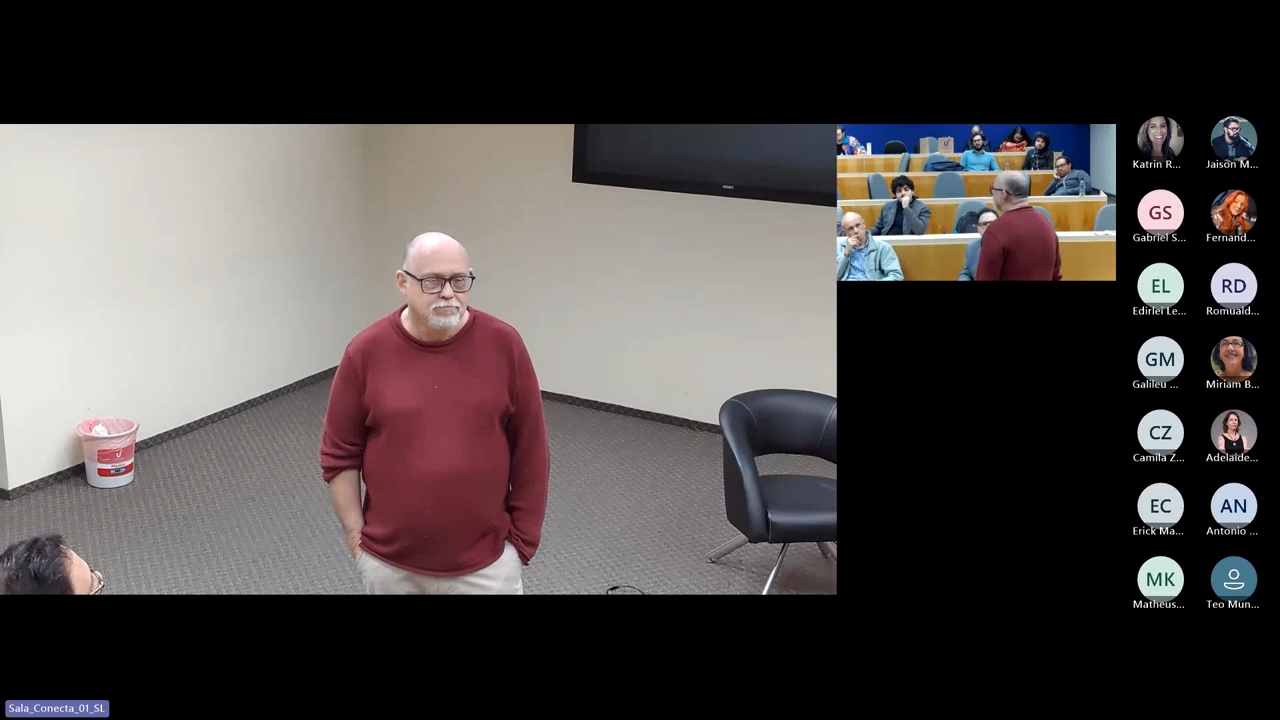 Katrin R...
Jaison M...
GS
Gabriel S...
Fernand...
EL
Edirlei Le...
RD
Romuald...
GM
Galileu ...
Miriam B...
CZ
Camila Z...
Adelaide...
EC
Erick Ma...
AN
Antonio ...
MK
Matheus...
Teo Mun...
Sala_Conecta_01_SL